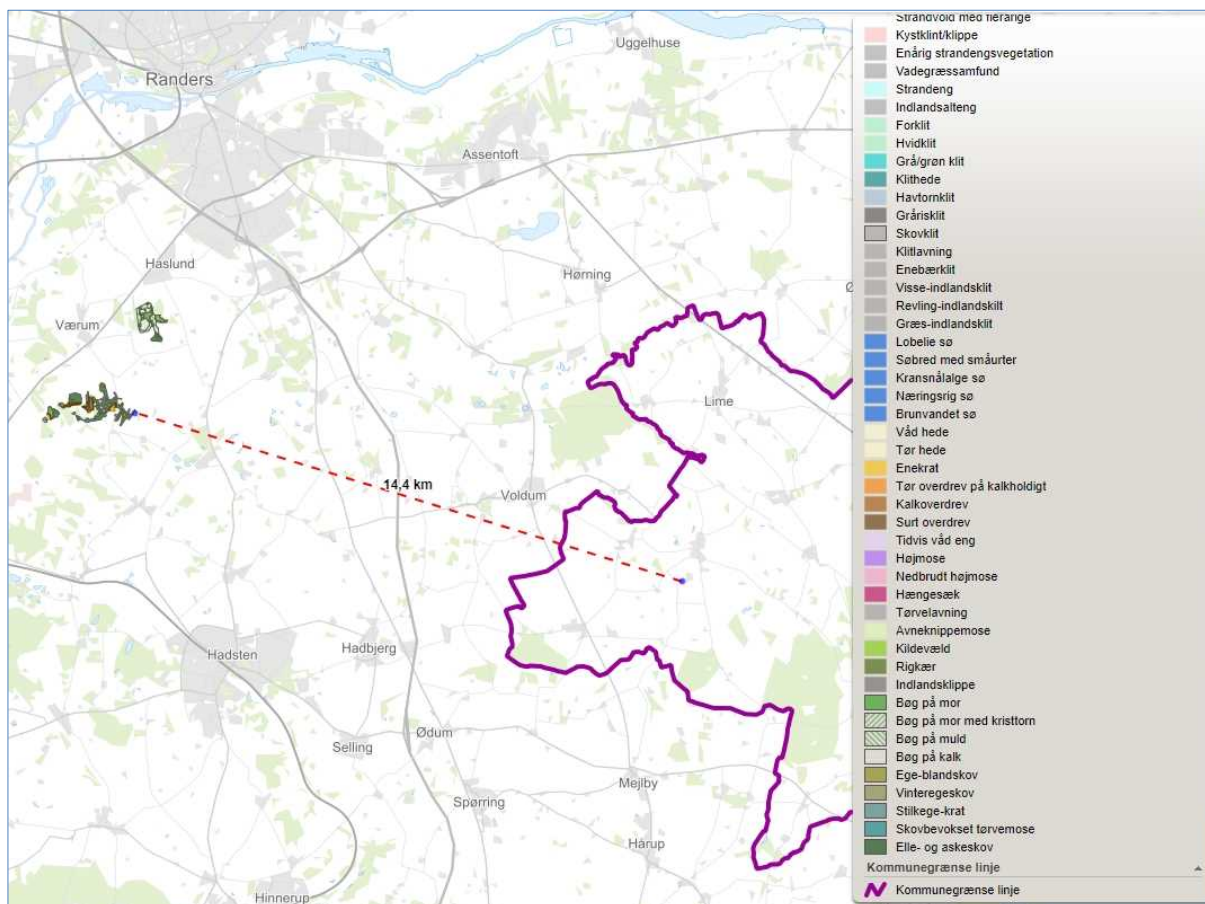 Uggelhuse
Randers
Assentoft
Haslund
Hørning
Værum
Lime
14,4 km
Voldum
Hadsten
Hadbjerg
Ødum
Selling
Mejlby
Spørring
Hårup
Hinnerup
Strandvold med flerårige
Kystklint/klippe
Enårig strandengsvegetation
Vadegræssamfund
Strandeng
Indlandsalteng
Forklit
Hvidklit
Grå/grøn klit
Klithede
Havtornklit
Grårisklit
Skovklit
Klitlavning
Enebærklit
Visse-indlandsklit
Revling-indlandskilt
Græs-indlandsklit
Lobelie sø
Søbred med småurter
Kransnålalge sø
Næringsrig sø
Brunvandet sø
Våd hede
Tør hede
Enekrat
Tør overdrev på kalkholdigt
Kalkoverdrev
Surt overdrev
Tidvis våd eng
Højmose
Nedbrudt højmose
Hængesæk
Tørvelavning
Avneknippemose
Kildevæld
Rigkær
Indlandsklippe
Bøg på mor
Bøg på mor med kristtorn
Bøg på muld
Bøg på kalk
Ege-blandskov
Vinteregeskov
Stilkege-krat
Skovbevokset tørvemose
Elle- og askeskov
Kommunegrænse linje
Kommunegrænse linje